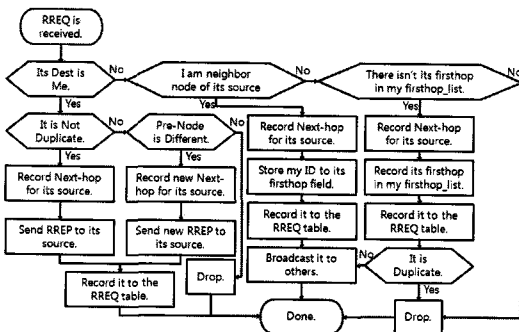 RREQ is
received.
Its Dest is
Me.
No
I am neighbor
node of its source
No
There isn't its firsthop
in my firsthop_list.
No
Yes
Yes
Yes
It is Not
Duplicate.
No
Pre-Node
is Different.
No
Record Next-hop
for its source.
Record Next-hop
for its source.
Yes
Yes
Record Next-hop
for its source.
Record new Next-
hop for its source.
Store my ID to its
firsthop field.
Record its firsthop
in my firsthop_list.
Send RREP to its
source.
Send new RREP to
its source.
Record it to the
RREQ table.
Record it to the
RREQ table.
Record it to the
RREQ table.
Drop.
Broadcast it to
others.
No
It is
Duplicate.
Yes
Done.
Drop.